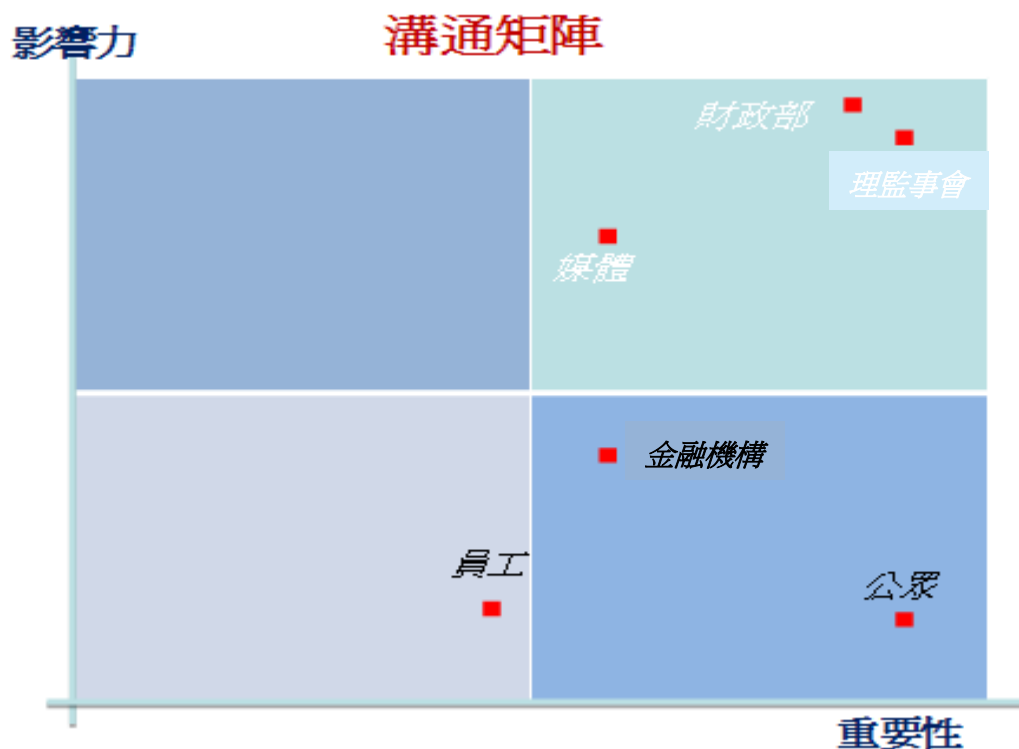 溝通矩陣
影響力
財政部
理監事會
媒體
金融機構
員工
公眾
重要性